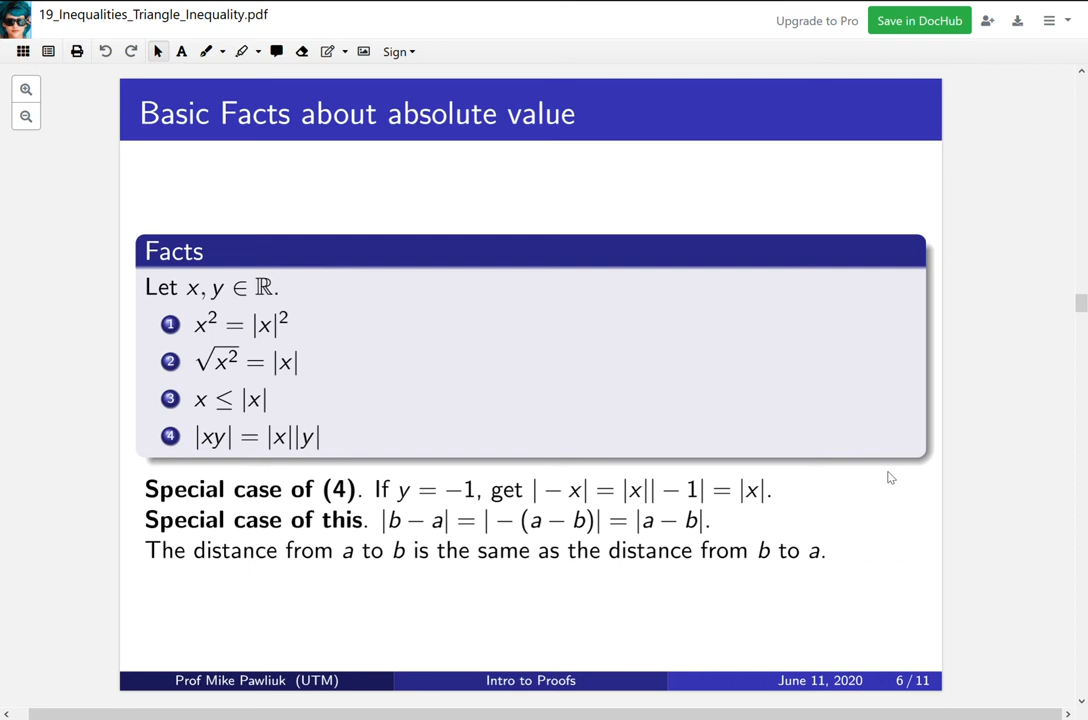 19_Inequalities_Triangle_Inequality.pdf
Upgrade to Pro
Save in DocHub
Sign
Basic Facts about absolute value
Facts
Let x, y ∈ ℝ.
1 x² = |x|²
2 √x² = |x|
3 x ≤ |x|
4 |xy| = |x||y|
Special case of (4). If y = −1, get | − x| = |x|| − 1| = |x|.
Special case of this. |b − a| = | − (a − b)| = |a − b|.
The distance from a to b is the same as the distance from b to a.
Prof Mike Pawliuk (UTM) Intro to Proofs June 11, 2020 6 / 11